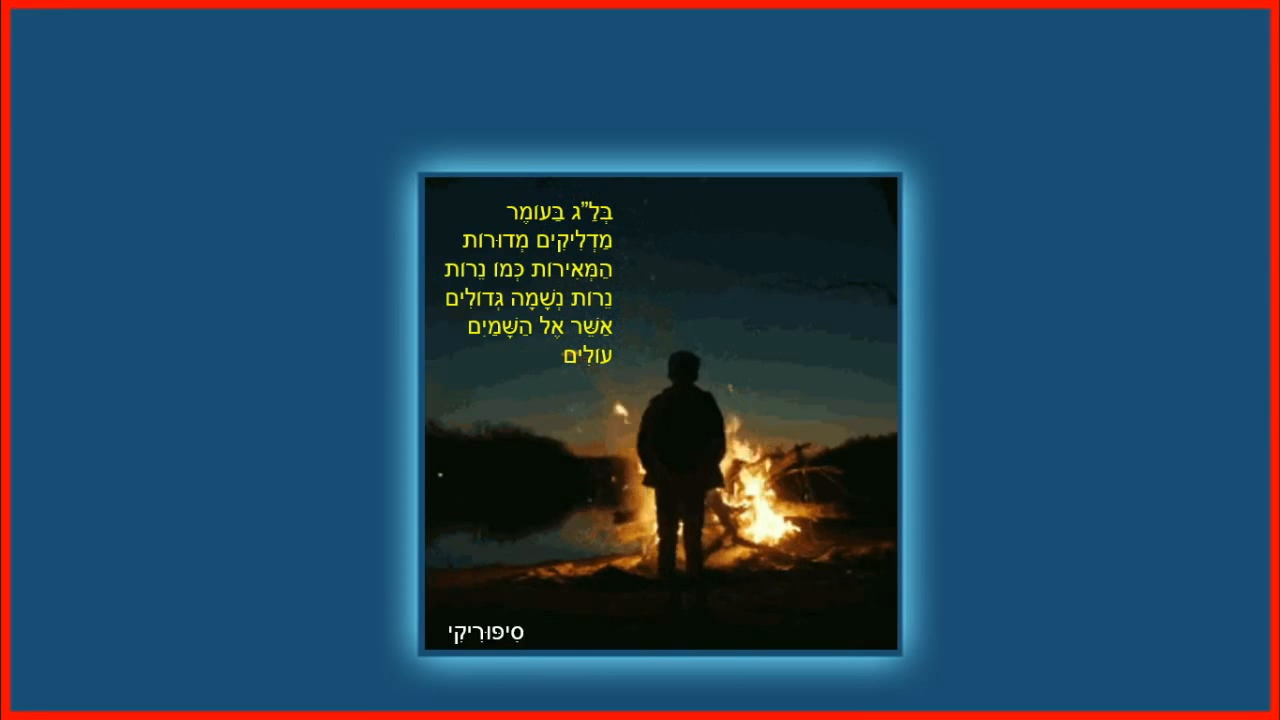 בְּלַ"ג בַּעוֹמֶר
מַדְלִיקִים מְדוּרוֹת
הַמְּאִירוֹת כְּמוֹ נֵרוֹת
נֵרוֹת נְשָׁמָה גְּדוֹלִים
אֲשֶׁר אֶל הַשָּׁמַיִם
עוֹלִים
סִיפּוּרִיקִי